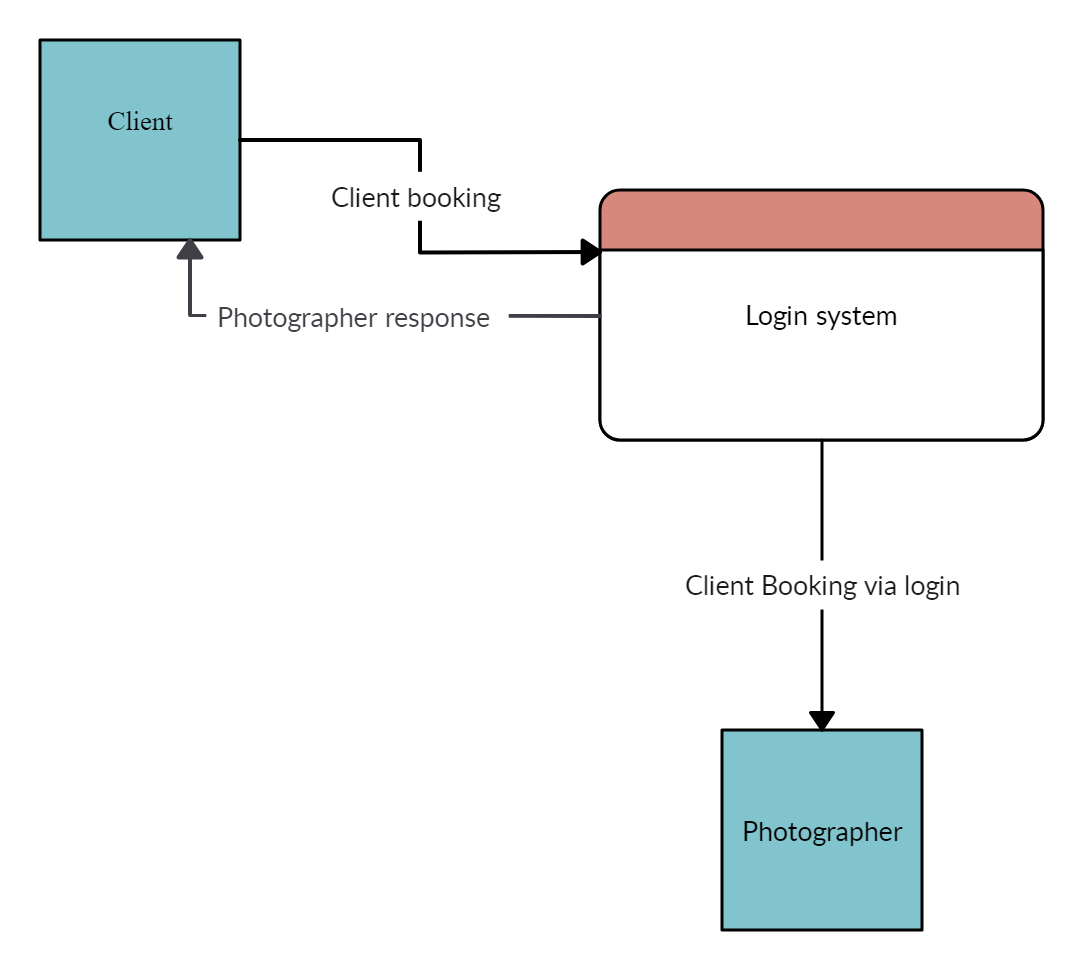 Client
Client booking
Photographer response
Login system
Client Booking via login
Photographer